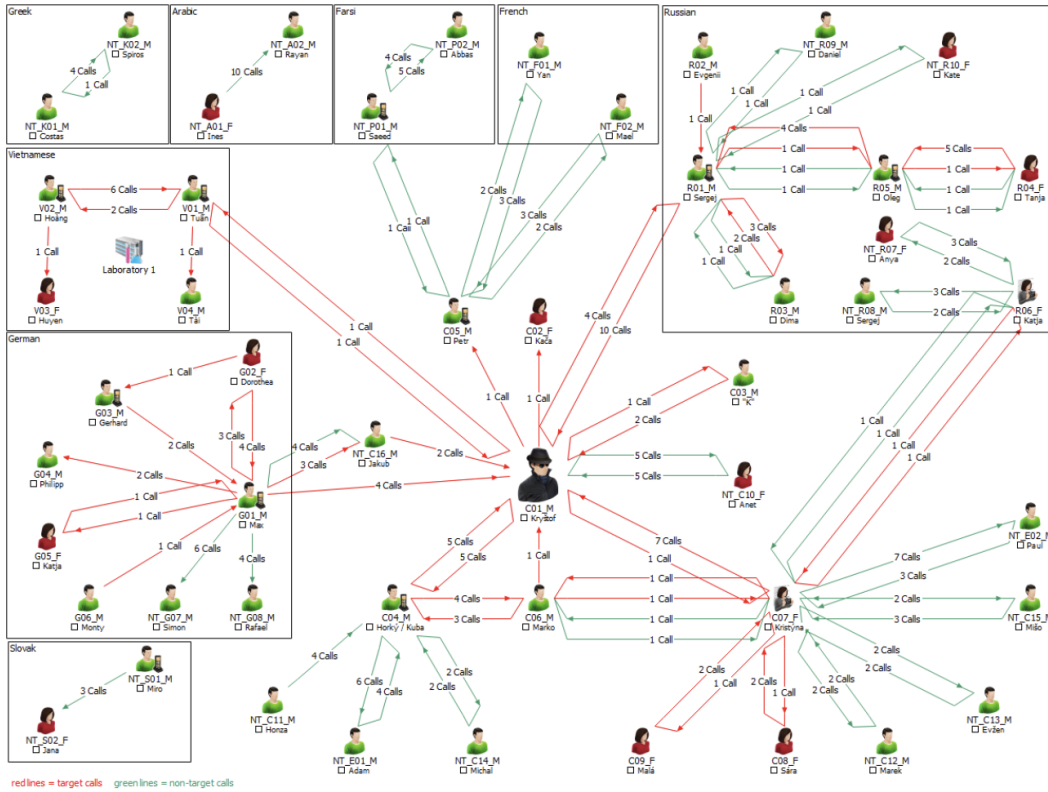 Greek
NT_K02_M
Spiros
4 Calls
1 Call
NT_K01_M
Costas
Arabic
NT_A02_M
Rayan
10 Calls
NT_A01_F
Ines
Farsi
NT_P02_M
Abbas
4 Calls
5 Calls
NT_P01_M
Saeed
French
NT_F01_M
Yan
NT_F02_M
Mael
Russian
R02_M
Evgenii
NT_R09_M
Daniel
NT_R10_F
Kate
1 Call
1 Call
1 Call
1 Call
1 Call
4 Calls
1 Call
1 Call
1 Call
R01_M
Sergej
R05_M
Oleg
5 Calls
1 Call
1 Call
1 Call
R04_F
Tanja
3 Calls
2 Calls
1 Call
R03_M
Dima
NT_R07_F
Anya
3 Calls
2 Calls
NT_R08_M
Sergej
3 Calls
2 Calls
R06_F
Katja
Vietnamese
V02_M
Hoàng
6 Calls
2 Calls
V01_M
Tuấn
1 Call
1 Call
Laboratory 1
V03_F
Huyen
V04_M
Tài
1 Call
1 Call
2 Calls
1 Call
3 Calls
2 Calls
C05_M
Petr
C02_F
Kača
4 Calls
10 Calls
1 Call
1 Call
1 Call
1 Call
German
G02_F
Dorothea
1 Call
G03_M
Gerhard
2 Calls
3 Calls
4 Calls
G04_M
Philipp
2 Calls
1 Call
1 Call
G01_M
Max
G05_F
Katja
1 Call
6 Calls
4 Calls
G06_M
Monty
NT_G07_M
Simon
NT_G08_M
Rafael
4 Calls
3 Calls
NT_C16_M
Jakub
2 Calls
4 Calls
C01_M
Kryštof
1 Call
2 Calls
C03_M
"K"
5 Calls
5 Calls
NT_C10_F
Anet
1 Call
1 Call
1 Call
1 Call
5 Calls
5 Calls
1 Call
7 Calls
1 Call
C04_M
Horký / Kuba
4 Calls
3 Calls
C06_M
Marko
1 Call
1 Call
1 Call
1 Call
C07_F
Kristýna
7 Calls
3 Calls
NT_E02_M
Paul
2 Calls
3 Calls
NT_C15_M
Mišo
2 Calls
2 Calls
NT_C13_M
Evžen
2 Calls
2 Calls
NT_C12_M
Marek
2 Calls
1 Call
C08_F
Sára
2 Calls
1 Call
C09_F
Malá
4 Calls
NT_C11_M
Honza
6 Calls
4 Calls
NT_E01_M
Adam
2 Calls
2 Calls
NT_C14_M
Michal
Slovak
NT_S01_M
Miro
3 Calls
NT_S02_F
Jana
red lines = target calls green lines = non-target calls